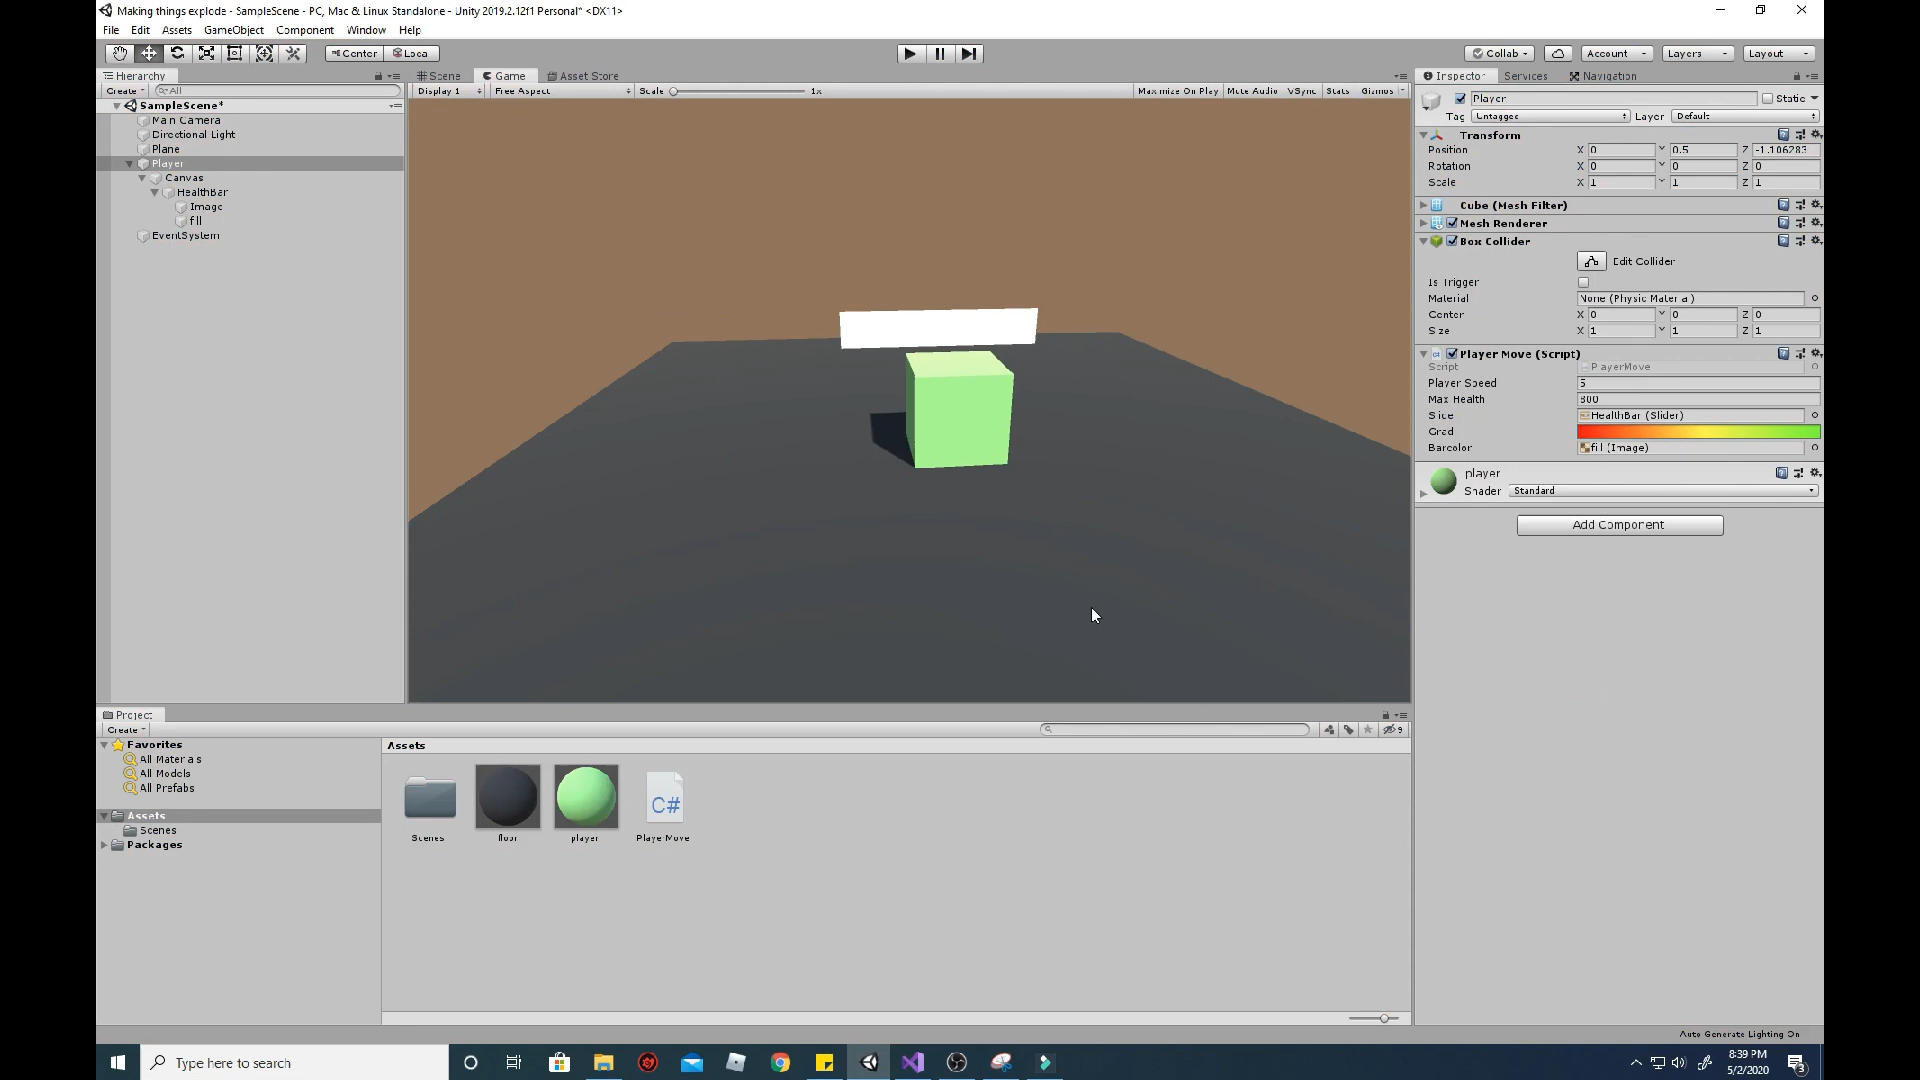 Making things explode - SampleScene - PC, Mac & Linux Standalone - Unity 2019.2.12f1 Personal* <DX11>
File Edit Assets GameObject Component Window Help
Center Loca
Collab Account Layers Layout
Hierarchy
Create All
SampleScene*
Main Camera
Directional Light
Plane
Player
Canvas
HealthBar
Image
fill
EventSystem
Scene Game Asset Store
Display 1 Free Aspect Scale 1x Maximize On Play Mute Audio VSync Stats Gizmos
Inspector Services Navigation
Player Static
Tag Untagged Layer Default
Transform
Position X 0 Y 0.5 Z -1.106283
Rotation X 0 Y 0 Z 0
Scale X 1 Y 1 Z 1
Cube (Mesh Filter)
Mesh Renderer
Box Collider
Edit Collider
Is Trigger
Material None (Physic Material)
Center X 0 Y 0 Z 0
Size X 1 Y 1 Z 1
Player Move (Script)
Script PlayerMove
Player Speed 5
Max Health 800
Slider HealthBar (Slider)
Grad
Barcolor fill (Image)
player
Shader Standard
Add Component
Project
Create
9
Favorites
All Materials
All Models
All Prefabs
Assets
Scenes
Packages
Assets
C#
Scenes floor player PlayerMove
Auto Generate Lighting On
Type here to search
8:39 PM
5/2/2020
3